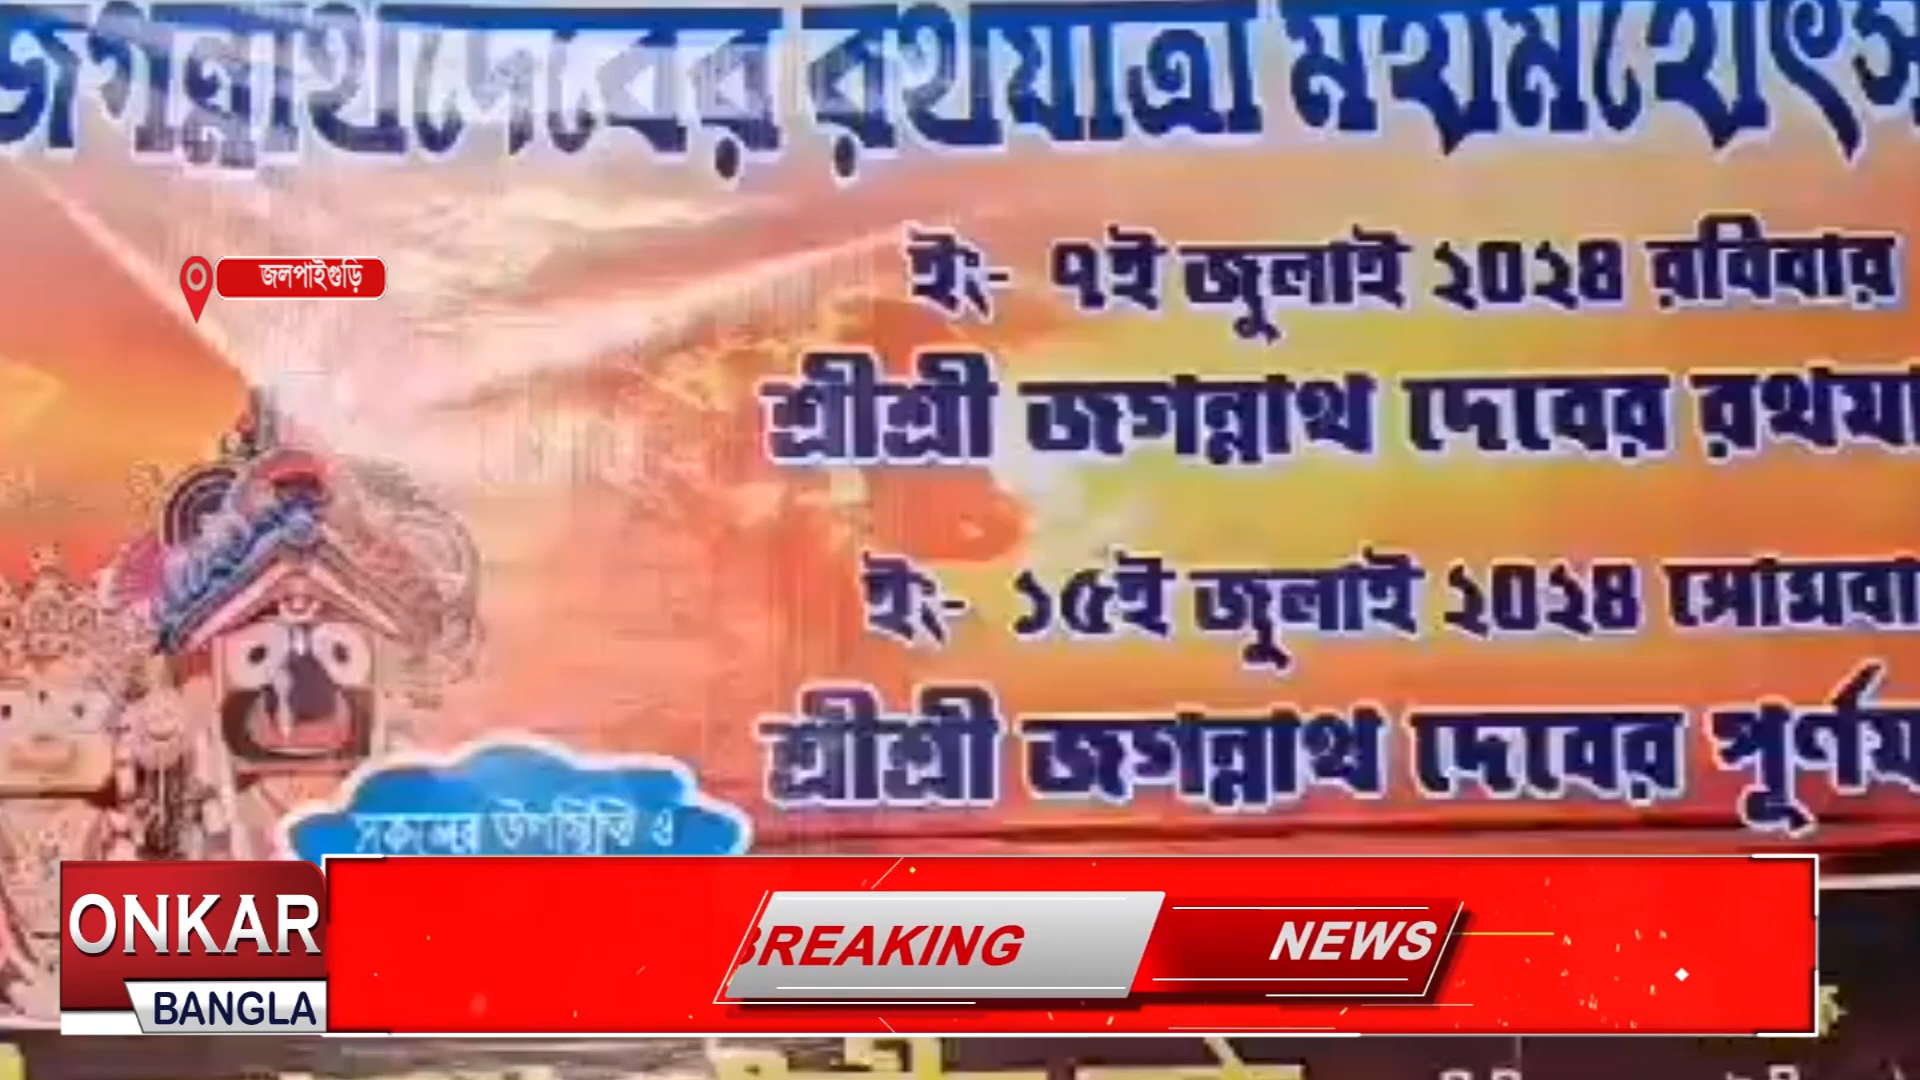 জগন্নাথদেবের রথযাত্রা মহামহোৎস
ইং:- ৭ই জুলাই ২০২৪ রবিবার
জলপাইগুড়ি
শ্রীশ্রী জগন্নাথ দেবের রথযা
ইং:- ১৫ই জুলাই ২০২৪ সোমবা
শ্রীশ্রী জগন্নাথ দেবের পূর্ণয
সকলের উপস্থিতি ও
ONKAR
BANGLA
BREAKING NEWS